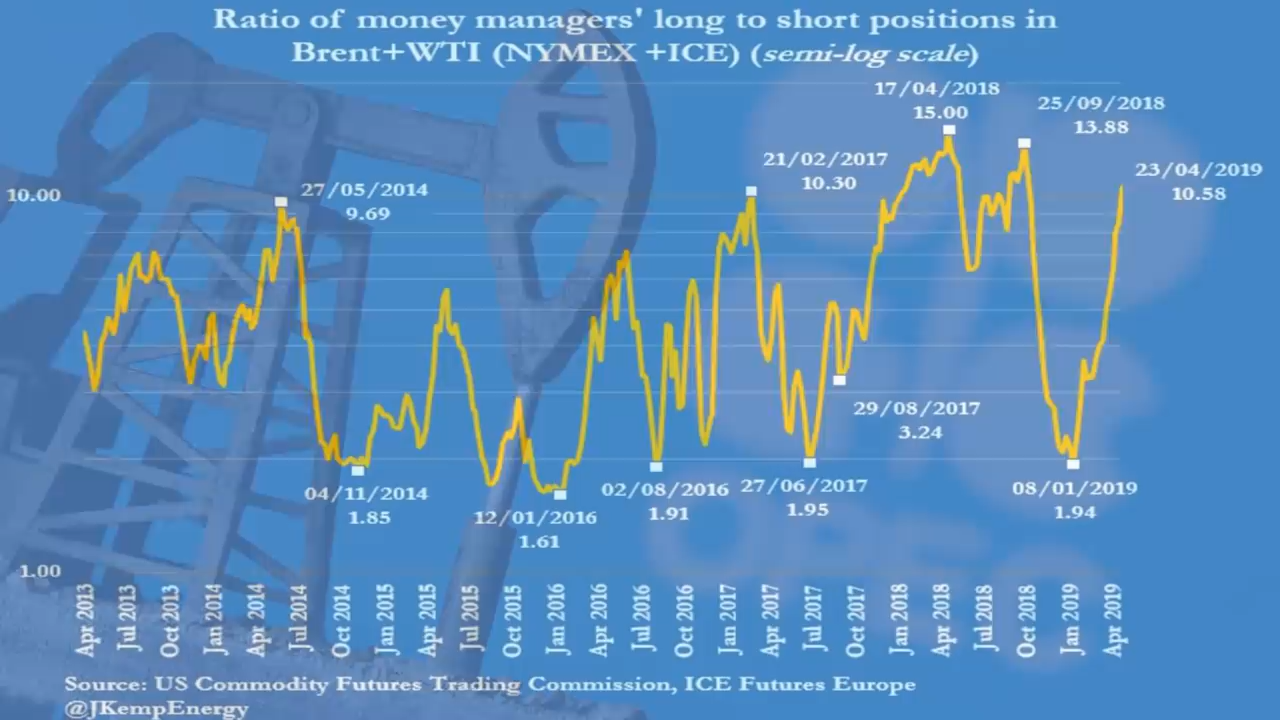 Ratio of money managers' long to short positions in
Brent+WTI (NYMEX +ICE) (semi-log scale)
17/04/2018
15.00
25/09/2018
13.88
21/02/2017
10.30
23/04/2019
10.58
10.00
27/05/2014
9.69
29/08/2017
3.24
04/11/2014
1.85
12/01/2016
1.61
02/08/2016
1.91
27/06/2017
1.95
08/01/2019
1.94
1.00
Apr 2013
Jul 2013
Oct 2013
Jan 2014
Apr 2014
Jul 2014
Oct 2014
Jan 2015
Apr 2015
Jul 2015
Oct 2015
Jan 2016
Apr 2016
Jul 2016
Oct 2016
Jan 2017
Apr 2017
Jul 2017
Oct 2017
Jan 2018
Apr 2018
Jul 2018
Oct 2018
Jan 2019
Apr 2019
OPEC
Source: US Commodity Futures Trading Commission, ICE Futures Europe
@JKempEnergy